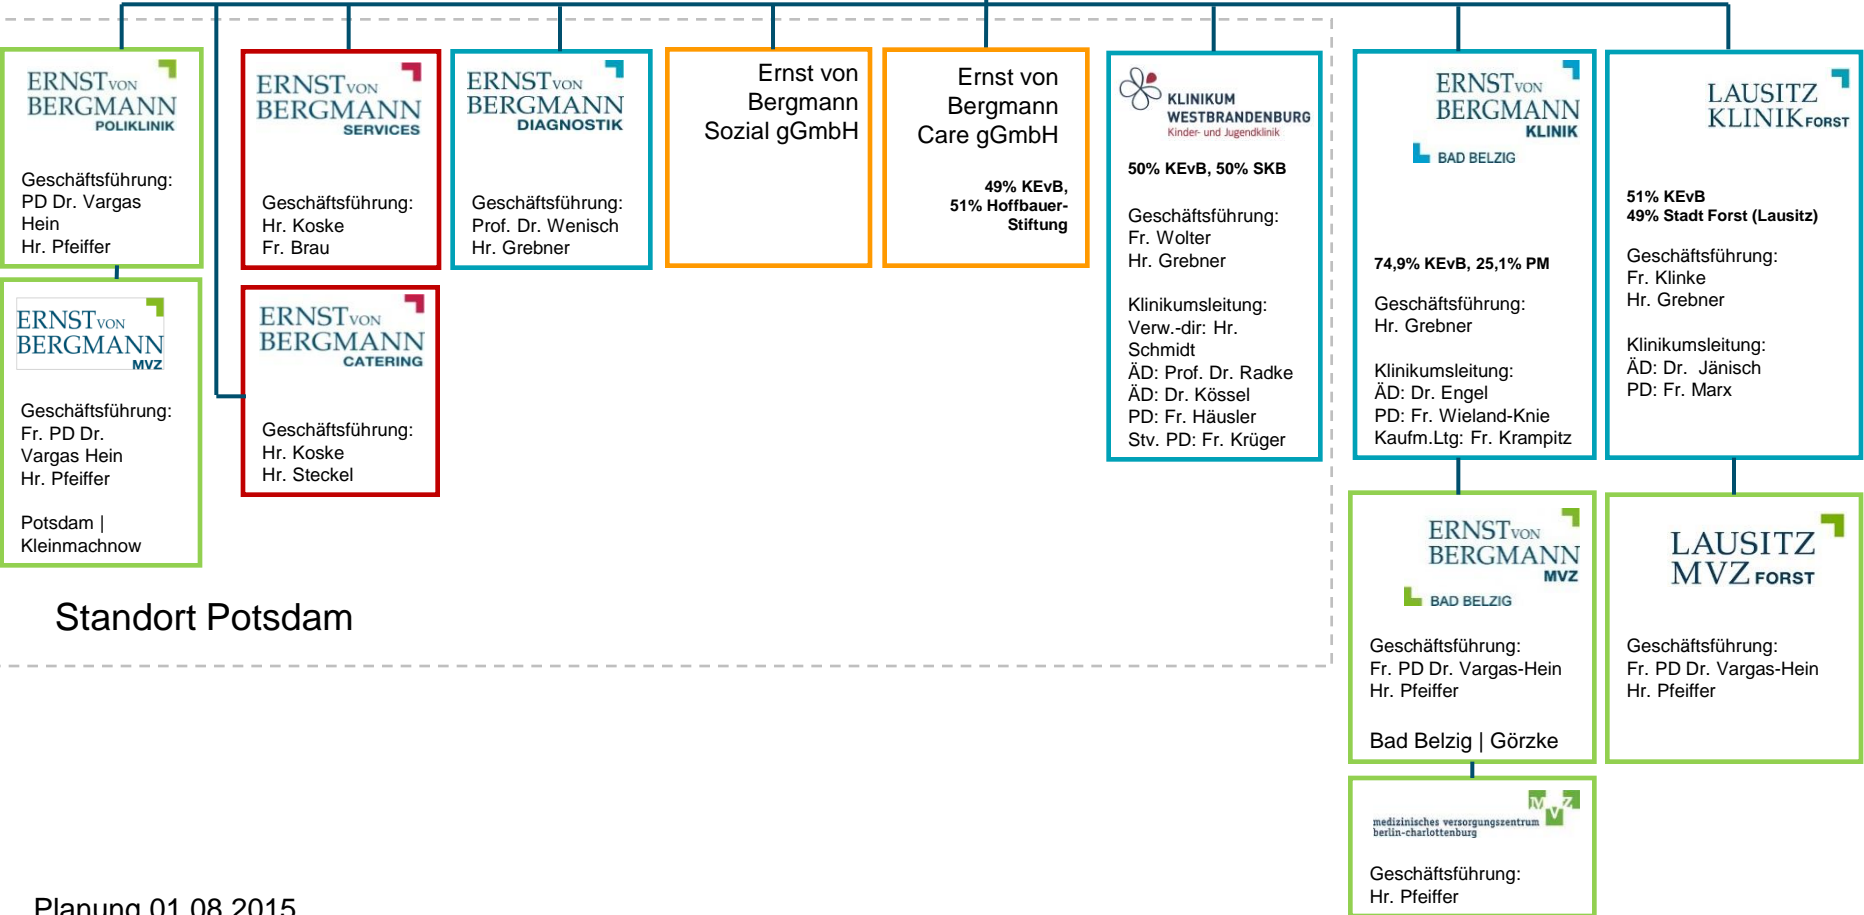 ERNST VON
BERGMANN
POLIKLINIK
Geschäftsführung:
PD Dr. Vargas
Hein
Hr. Pfeiffer
ERNST VON
BERGMANN
MVZ
Geschäftsführung:
Fr. PD Dr.
Vargas Hein
Hr. Pfeiffer
Potsdam |
Kleinmachnow
ERNST VON
BERGMANN
SERVICES
Geschäftsführung:
Hr. Koske
Fr. Brau
ERNST VON
BERGMANN
CATERING
Geschäftsführung:
Hr. Koske
Hr. Steckel
ERNST VON
BERGMANN
DIAGNOSTIK
Geschäftsführung:
Prof. Dr. Wenisch
Hr. Grebner
Ernst von
Bergmann
Sozial gGmbH
Ernst von
Bergmann
Care gGmbH
49% KEvB,
51% Hoffbauer-
Stiftung
KLINIKUM
WESTBRANDENBURG
Kinder- und Jugendklinik
50% KEvB, 50% SKB
Geschäftsführung:
Fr. Wolter
Hr. Grebner
Klinikumsleitung:
Verw.-dir: Hr.
Schmidt
ÄD: Prof. Dr. Radke
ÄD: Dr. Kössel
PD: Fr. Häusler
Stv. PD: Fr. Krüger
ERNST VON
BERGMANN
KLINIK
BAD BELZIG
74,9% KEvB, 25,1% PM
Geschäftsführung:
Hr. Grebner
Klinikumsleitung:
ÄD: Dr. Engel
PD: Fr. Wieland-Knie
Kaufm.Ltg: Fr. Krampitz
LAUSITZ
KLINIK FORST
51% KEvB
49% Stadt Forst (Lausitz)
Geschäftsführung:
Fr. Klinke
Hr. Grebner
Klinikumsleitung:
ÄD: Dr. Jänisch
PD: Fr. Marx
ERNST VON
BERGMANN
MVZ
BAD BELZIG
Geschäftsführung:
Fr. PD Dr. Vargas-Hein
Hr. Pfeiffer
Bad Belzig | Görzke
LAUSITZ
MVZ FORST
Geschäftsführung:
Fr. PD Dr. Vargas-Hein
Hr. Pfeiffer
MVZ
medizinisches versorgungszentrum
berlin-charlottenburg
Geschäftsführung:
Hr. Pfeiffer
Standort Potsdam
Planung 01.08.2015